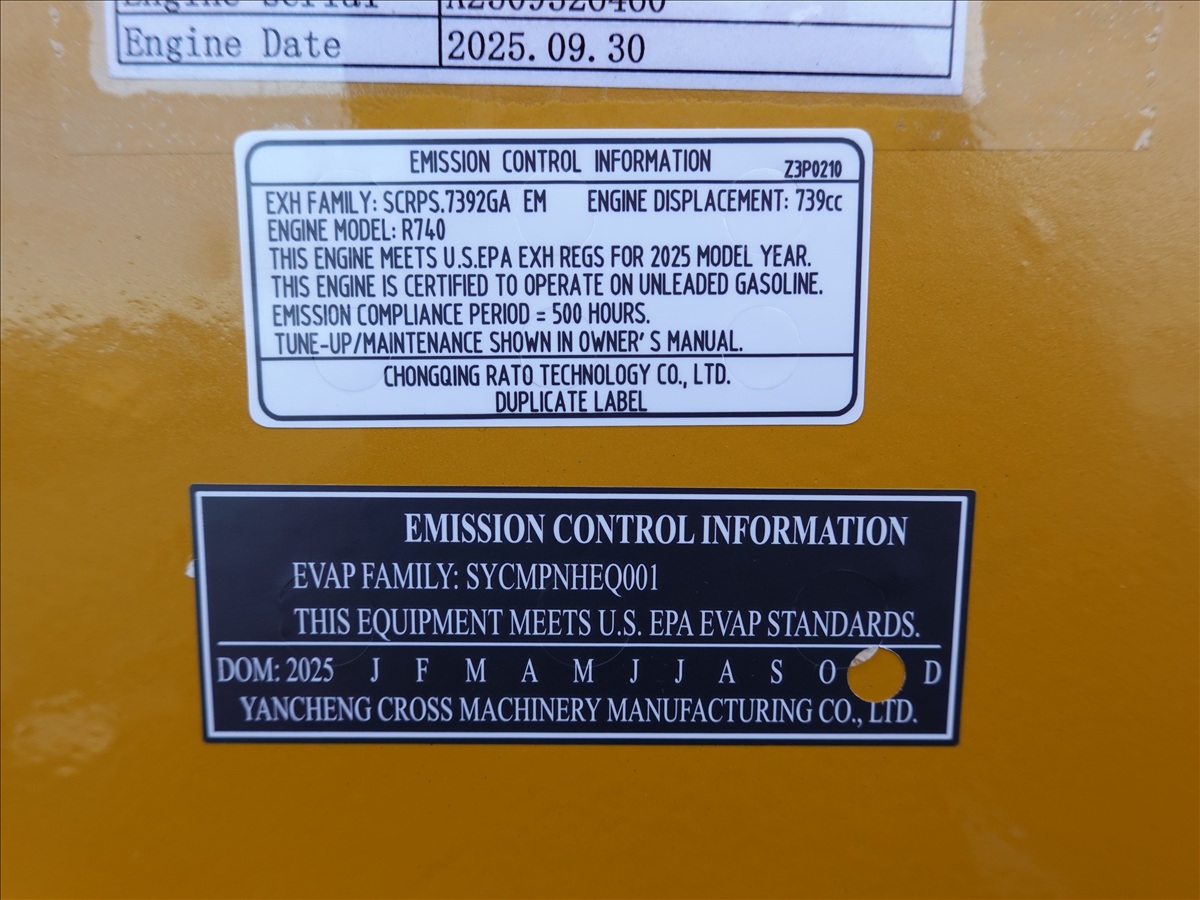 Engine Serial
Engine Date 2025.09.30
EMISSION CONTROL INFORMATION Z3P0210
EXH FAMILY: SCRPS.7392GA EM ENGINE DISPLACEMENT: 739cc
ENGINE MODEL: R740
THIS ENGINE MEETS U.S.EPA EXH REGS FOR 2025 MODEL YEAR.
THIS ENGINE IS CERTIFIED TO OPERATE ON UNLEADED GASOLINE.
EMISSION COMPLIANCE PERIOD = 500 HOURS.
TUNE-UP/MAINTENANCE SHOWN IN OWNER' S MANUAL.
CHONGQING RATO TECHNOLOGY CO., LTD.
DUPLICATE LABEL
EMISSION CONTROL INFORMATION
EVAP FAMILY: SYCMPNHEQ001
THIS EQUIPMENT MEETS U.S. EPA EVAP STANDARDS.
DOM: 2025 J F M A M J J A S O D
YANCHENG CROSS MACHINERY MANUFACTURING CO., LTD.